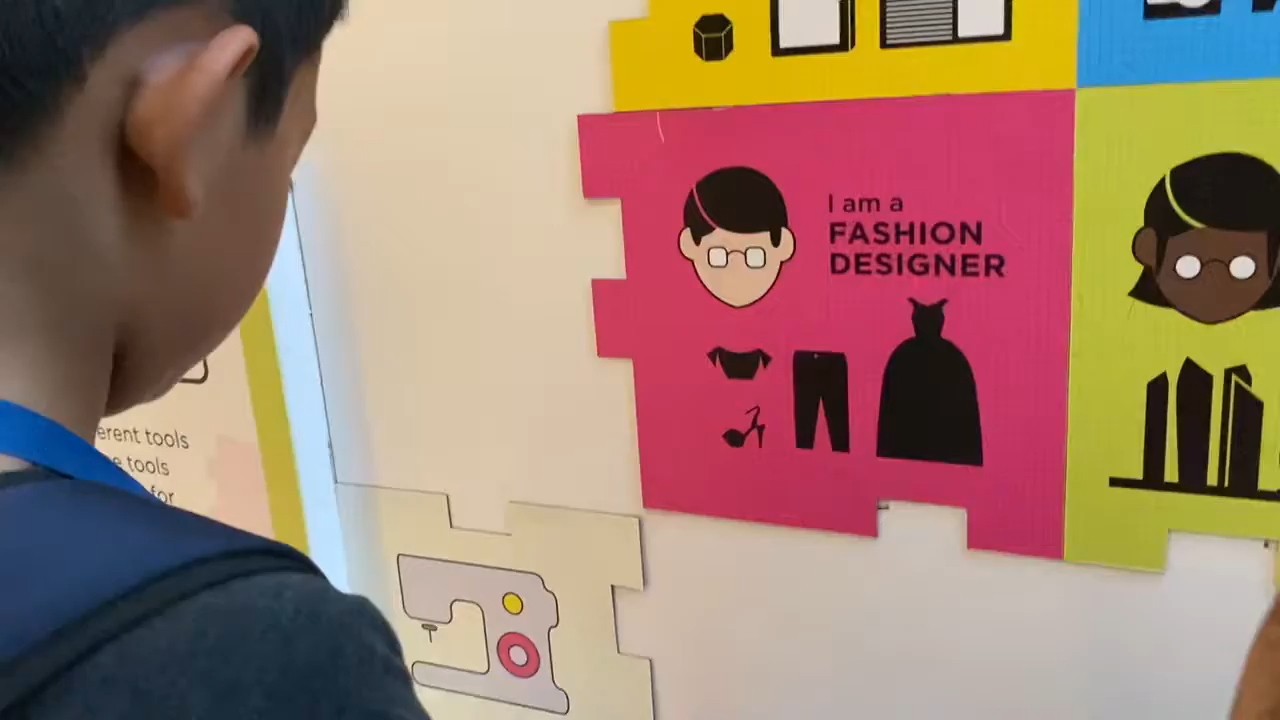 I am a
FASHION
DESIGNER
erent tools
e tools
for